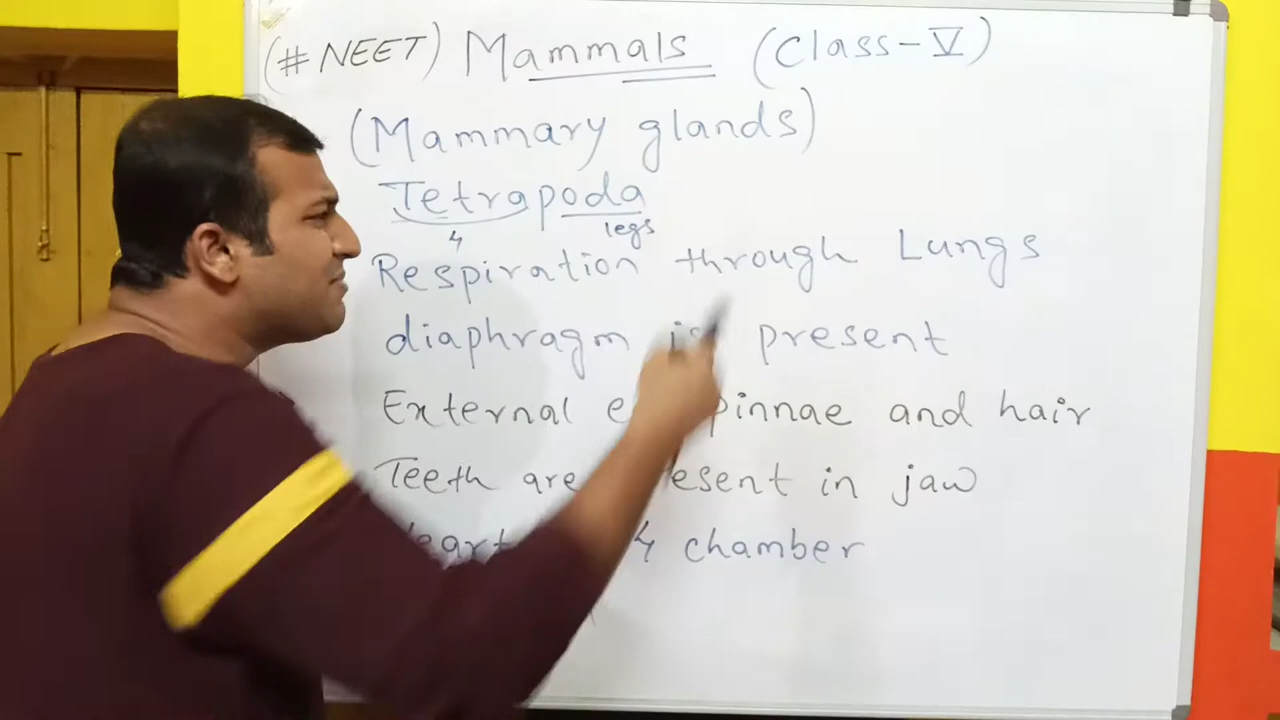 (#NEET) Mammals (Class-V)
(Mammary glands)
Tetrapoda
4 legs
Respiration through Lungs
diaphragm is present
External pinnae and hair
Teeth are in jaw
4 chamber